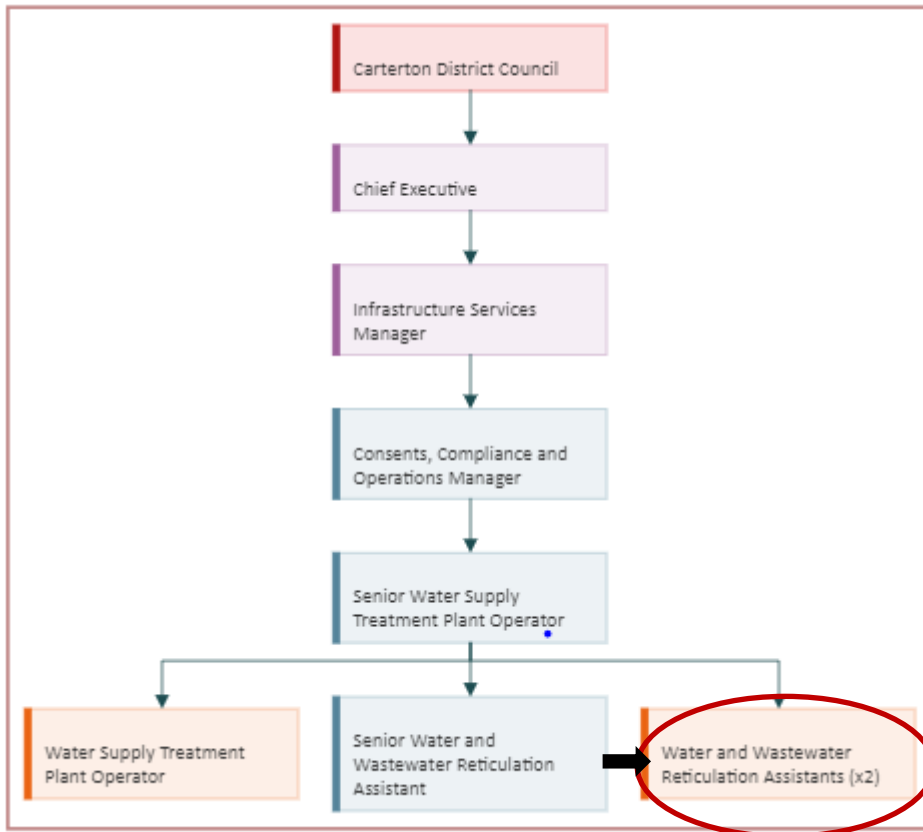 Carterton District Council
Chief Executive
Infrastructure Services
Manager
Consents, Compliance and
Operations Manager
Senior Water Supply
Treatment Plant Operator
Water Supply Treatment
Plant Operator
Senior Water and
Wastewater Reticulation
Assistant
Water and Wastewater
Reticulation Assistants (x2)